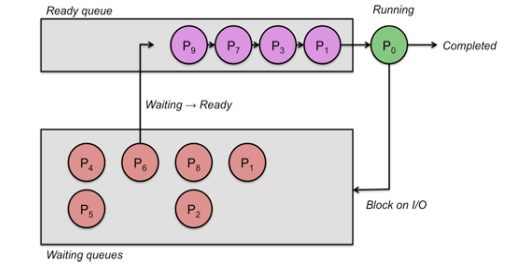 Ready queue
Running
P9 P7 P3 P1 P0 Completed
Waiting → Ready
P4 P6 P8 P1
P5 P2
Block on I/O
Waiting queues